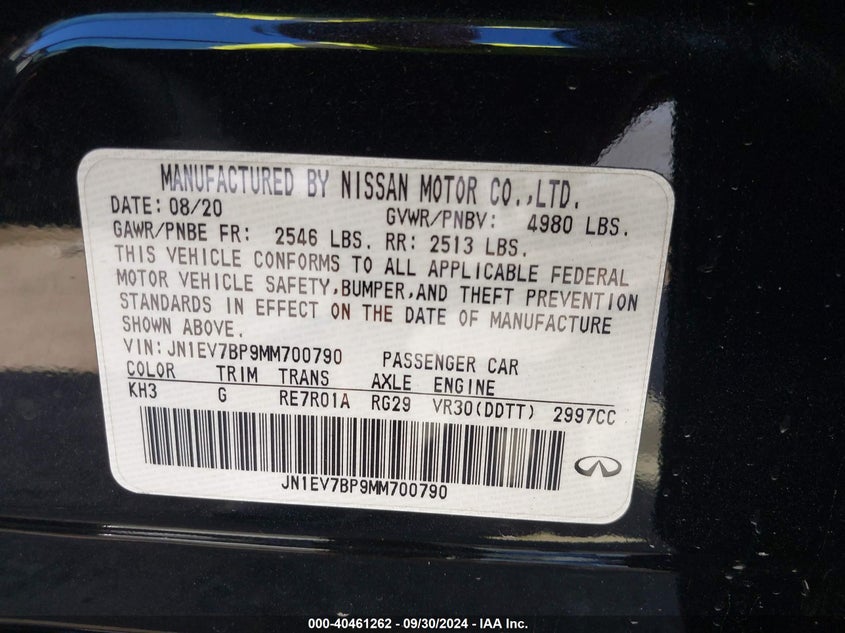 MANUFACTURED BY NISSAN MOTOR CO.,LTD.
DATE: 08/20 GVWR/PNBV: 4980 LBS.
GAWR/PNBE FR: 2546 LBS. RR: 2513 LBS.
THIS VEHICLE CONFORMS TO ALL APPLICABLE FEDERAL
MOTOR VEHICLE SAFETY,BUMPER,AND THEFT PREVENTION
STANDARDS IN EFFECT ON THE DATE OF MANUFACTURE
SHOWN ABOVE.
VIN: JN1EV7BP9MM700790 PASSENGER CAR
COLOR TRIM TRANS AXLE ENGINE
KH3 G RE7R01A RG29 VR30(DDTT) 2997CC
JN1EV7BP9MM700790
000-40461262 - 09/30/2024 - IAA Inc.